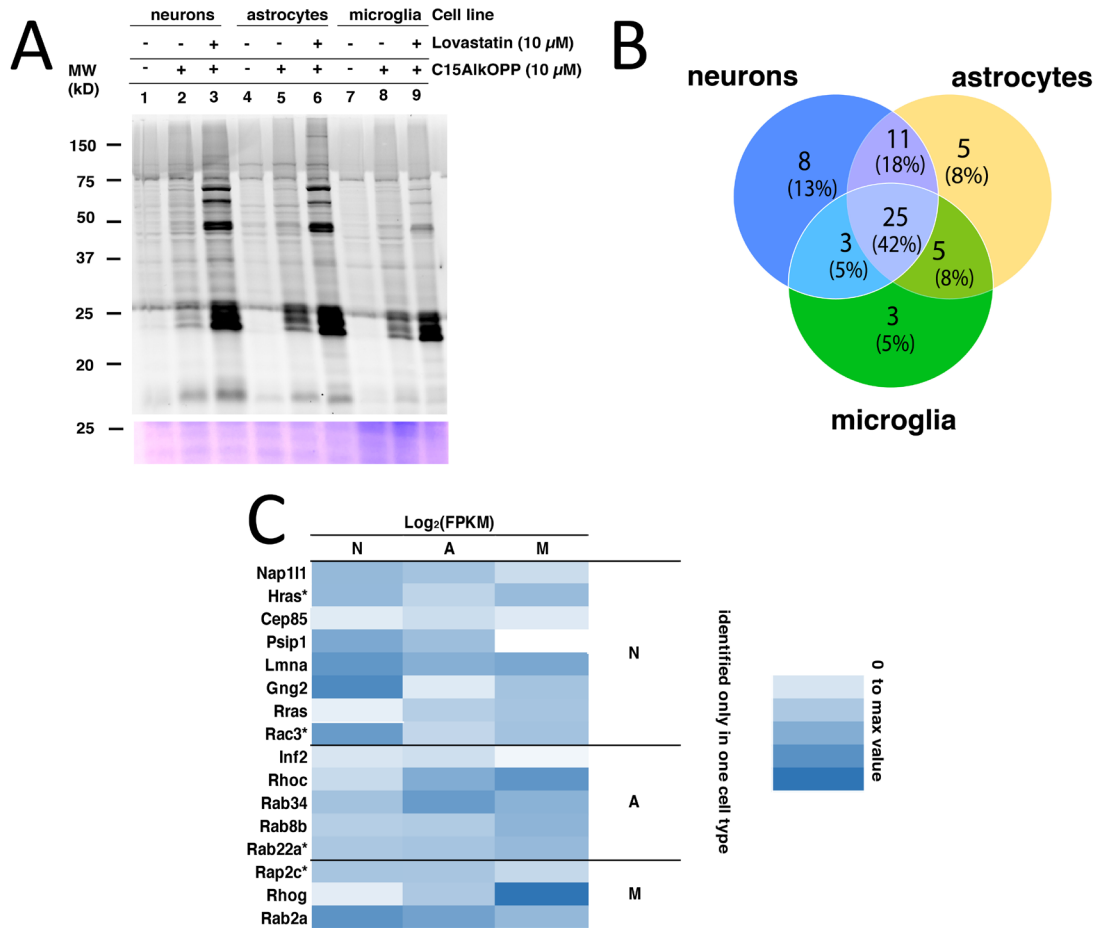 A
neurons astrocytes microglia Cell line
- - + - - + - - + Lovastatin (10 µM)
- + + - + + - + + C15AlkOPP (10 µM)
MW
(kD)
1 2 3 4 5 6 7 8 9
150
75
50
37
25
20
25
B
neurons
astrocytes
8
(13%)
11
(18%)
5
(8%)
25
(42%)
3
(5%)
5
(8%)
3
(5%)
microglia
C
Log₂(FPKM)
N A M
Nap1l1
Hras*
Cep85
Psip1
Lmna
Gng2
Rras
Rac3*
Inf2
Rhoc
Rab34
Rab8b
Rab22a*
Rap2c*
Rhog
Rab2a
N
A
M
identified only in one cell type
0 to max value